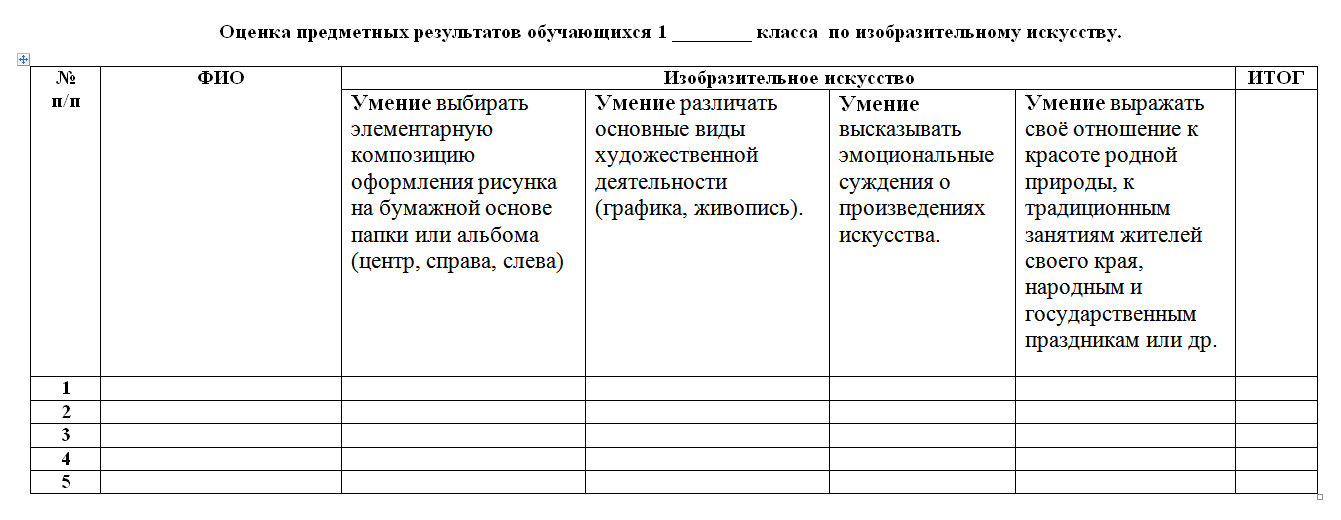 Оценка предметных результатов обучающихся 1 ________ класса  по изобразительному искусству.
№
п/п
ФИО
Изобразительное искусство
ИТОГ
Умение выбирать
элементарную
композицию
оформления рисунка
на бумажной основе
папки или альбома
(центр, справа, слева)
Умение различать
основные виды
художественной
деятельности
(графика, живопись).
Умение
высказывать
эмоциональные
суждения о
произведениях
искусства.
Умение выражать
своё отношение к
красоте родной
природы, к
традиционным
занятиям жителей
своего края,
народным и
государственным
праздникам или др.
1
2
3
4
5